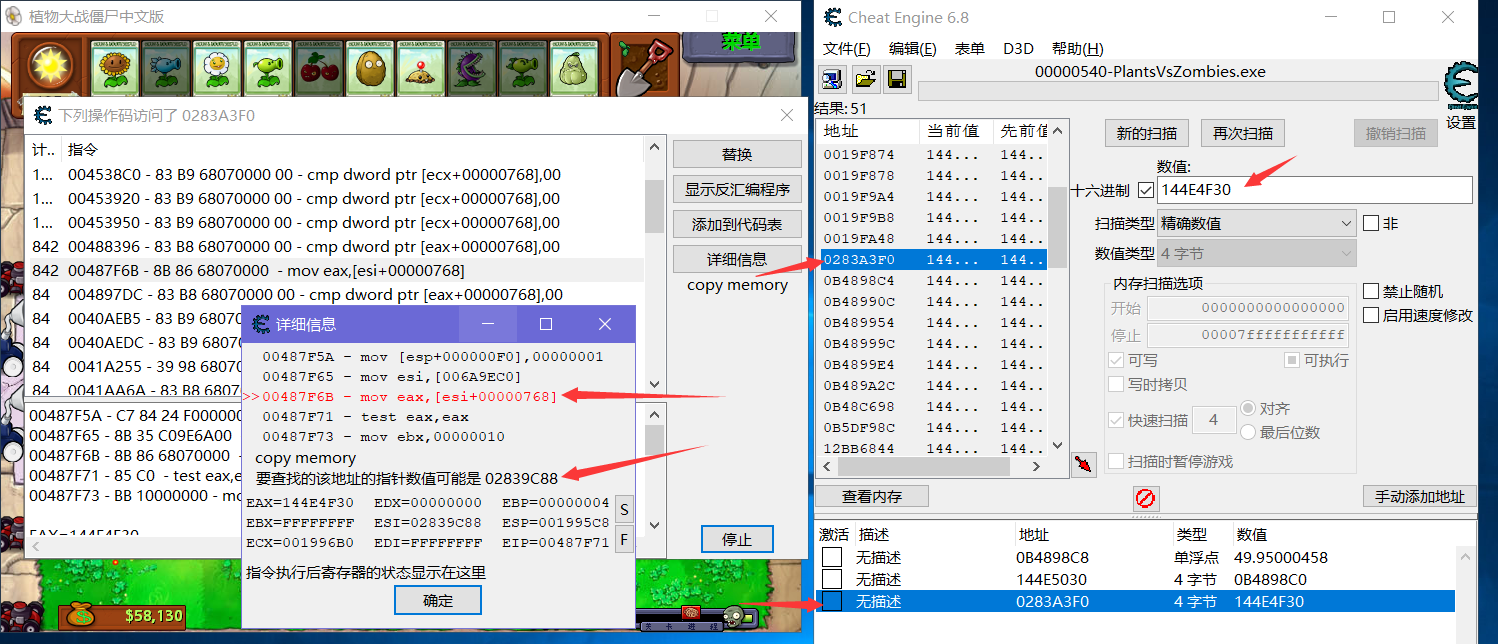 植物大战僵尸中文版
菜单
下列操作码访问了 0283A3F0
计.. 指令
1... 004538C0 - 83 B9 68070000 00 - cmp dword ptr [ecx+00000768],00
1... 00453920 - 83 B9 68070000 00 - cmp dword ptr [ecx+00000768],00
1... 00453950 - 83 B9 68070000 00 - cmp dword ptr [ecx+00000768],00
842 00488396 - 83 B8 68070000 00 - cmp dword ptr [eax+00000768],00
842 00487F6B - 8B 86 68070000 - mov eax,[esi+00000768]
84 004897DC - 83 B8 68070000 00 - cmp dword ptr [eax+00000768],00
84 0040AEB5 - 83 B9 6807
84 0040AEDC - 83 B9 6807
84 0041A255 - 39 98 6807
84 0041AA6A - 83 B8 6807
替换
显示反汇编程序
添加到代码表
详细信息
copy memory
停止
00487F5A - C7 84 24 F000000
00487F65 - 8B 35 C09E6A00
00487F6B - 8B 86 68070000 -
00487F71 - 85 C0 - test eax,e
00487F73 - BB 10000000 - mo
EAX=144E4F30
详细信息
00487F5A - mov [esp+000000F0],00000001
00487F65 - mov esi,[006A9EC0]
>>00487F6B - mov eax,[esi+00000768]
00487F71 - test eax,eax
00487F73 - mov ebx,00000010
copy memory
要查找的该地址的指针数值可能是 02839C88
EAX=144E4F30 EDX=00000000 EBP=00000004
EBX=FFFFFFFF ESI=02839C88 ESP=001995C8
ECX=001996B0 EDI=FFFFFFFF EIP=00487F71
S
F
指令执行后寄存器的状态显示在这里
确定
$58,130
关卡进程
Cheat Engine 6.8
文件(F) 编辑(E) 表单 D3D 帮助(H)
00000540-PlantsVsZombies.exe
设置
结果:51
地址 当前值 先前值
0019F874 144... 144..
0019F878 144... 144..
0019F9A4 144... 144..
0019F9B8 144... 144..
0019FA48 144... 144..
0283A3F0 144... 144..
0B4898C4 144... 144..
0B48990C 144... 144..
0B489954 144... 144..
0B48999C 144... 144..
0B4899E4 144... 144..
0B489A2C 144... 144..
0B48C698 144... 144..
0B5DF98C 144... 144..
12BB6844 144... 144..
新的扫描 再次扫描 撤销扫描
数值:
十六进制 144E4F30
扫描类型 精确数值 非
数值类型 4 字节
内存扫描选项
开始 0000000000000000
停止 00007fffffffffff
可写 可执行
写时拷贝
快速扫描 4 对齐
最后位数
扫描时暂停游戏
禁止随机
启用速度修改
查看内存 手动添加地址
激活 描述 地址 类型 数值
无描述 0B4898C8 单浮点 49.95000458
无描述 144E5030 4 字节 0B4898C0
无描述 0283A3F0 4 字节 144E4F30